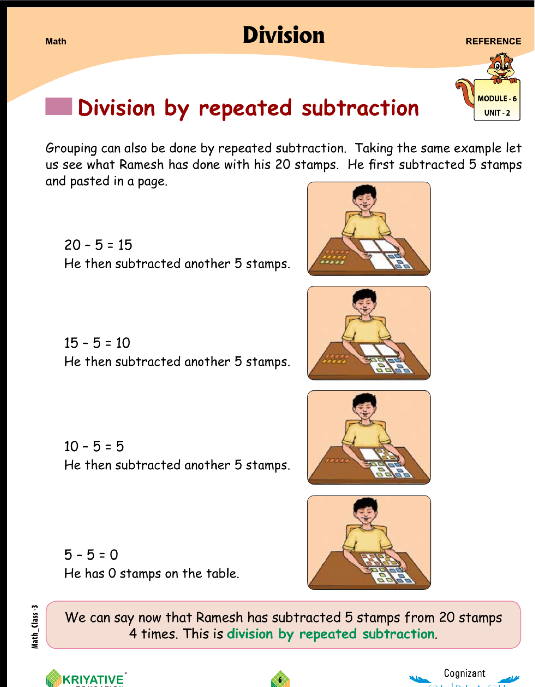 Math
Division
REFERENCE
MODULE - 6
UNIT - 2
Division by repeated subtraction
Grouping can also be done by repeated subtraction. Taking the same example let
us see what Ramesh has done with his 20 stamps. He first subtracted 5 stamps
and pasted in a page.
20 – 5 = 15
He then subtracted another 5 stamps.
15 – 5 = 10
He then subtracted another 5 stamps.
10 – 5 = 5
He then subtracted another 5 stamps.
5 – 5 = 0
He has 0 stamps on the table.
Math_Class -3
We can say now that Ramesh has subtracted 5 stamps from 20 stamps
4 times. This is division by repeated subtraction.
KRIYATIVE
6
Cognizant